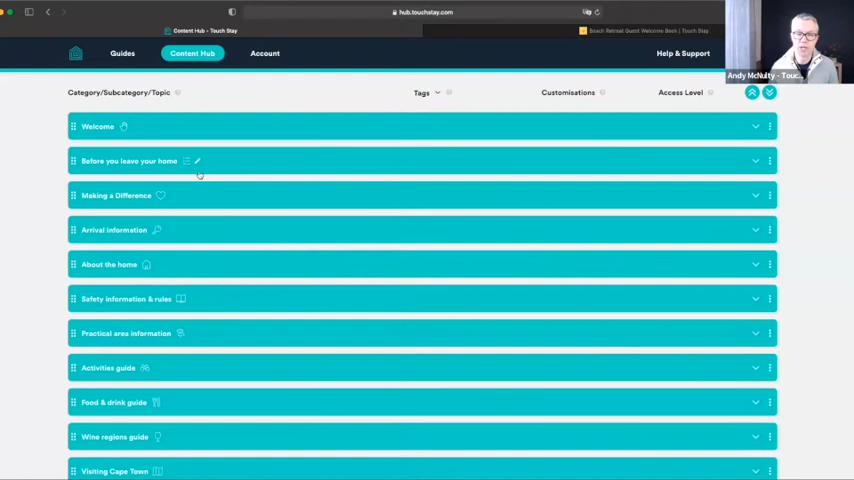 hub.touchstay.com
Content Hub - Touch Stay
Beach Retreat Guest Welcome Book | Touch Stay
Guides
Content Hub
Account
Help & Support
Andy McNulty - Touc...
Category/Subcategory/Topic
Tags
Customisations
Access Level
Welcome
Before you leave your home
Making a Difference
Arrival information
About the home
Safety information & rules
Practical area information
Activities guide
Food & drink guide
Wine regions guide
Visiting Cape Town